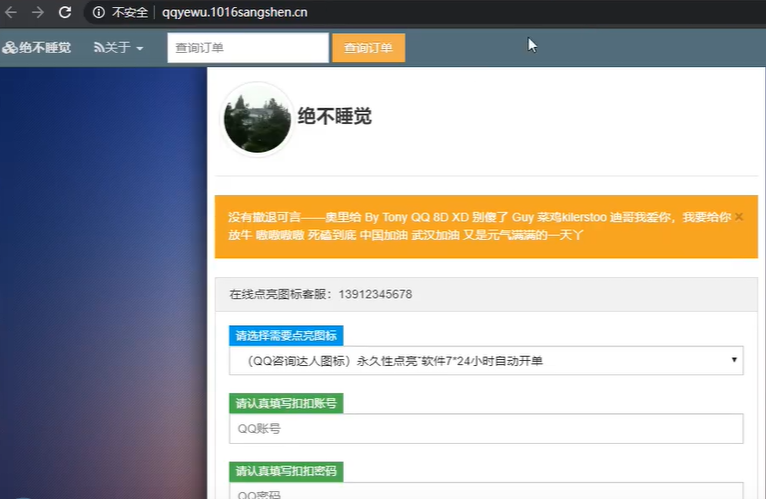 不安全 | qqyewu.1016sangshen.cn
绝不睡觉 关于 查询订单 查询订单
绝不睡觉
没有撤退可言——奥里给 By Tony QQ 8D XD 别傻了 Guy 菜鸡kilerstoo 迪哥我爱你，我要给你 ×
放牛 嗷嗷嗷嗷 死磕到底 中国加油 武汉加油 又是元气满满的一天丫
在线点亮图标客服：13912345678
请选择需要点亮图标
（QQ咨询达人图标）永久性点亮~软件7*24小时自动开单
请认真填写扣扣账号
QQ账号
请认真填写扣扣密码
QQ密码